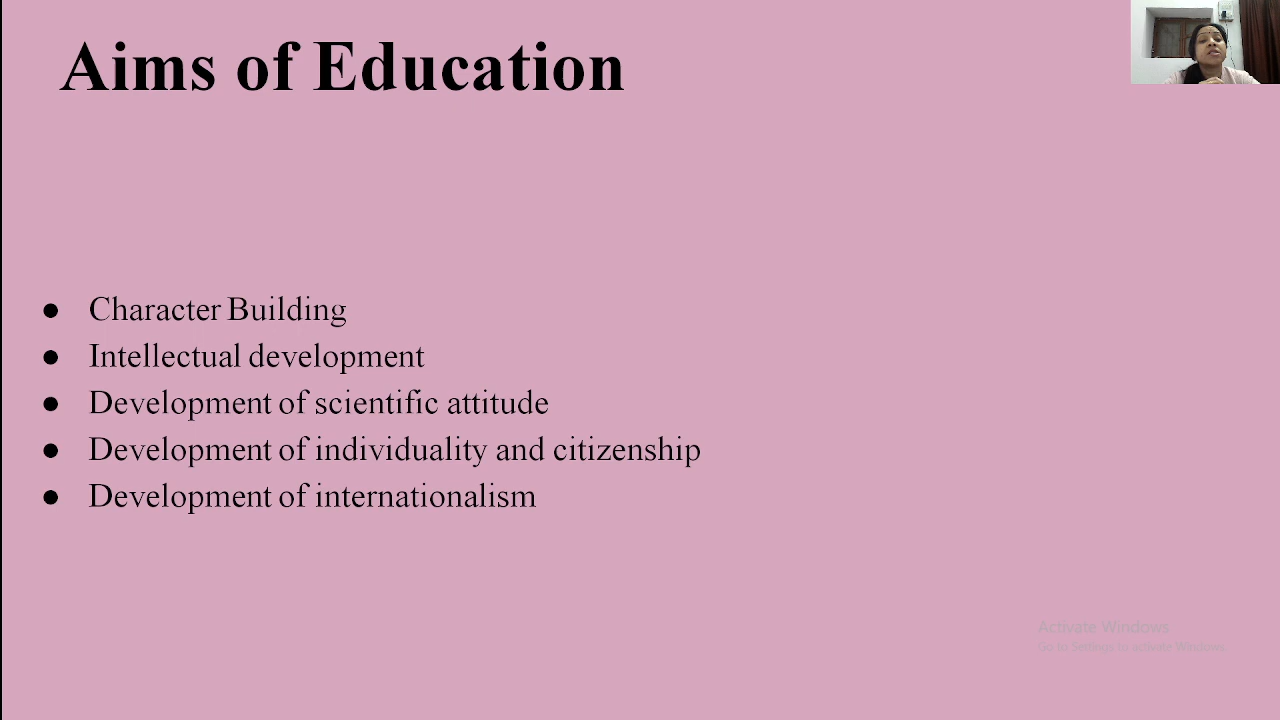 Aims of Education
● Character Building
● Intellectual development
● Development of scientific attitude
● Development of individuality and citizenship
● Development of internationalism
Activate Windows
Go to Settings to activate Windows.